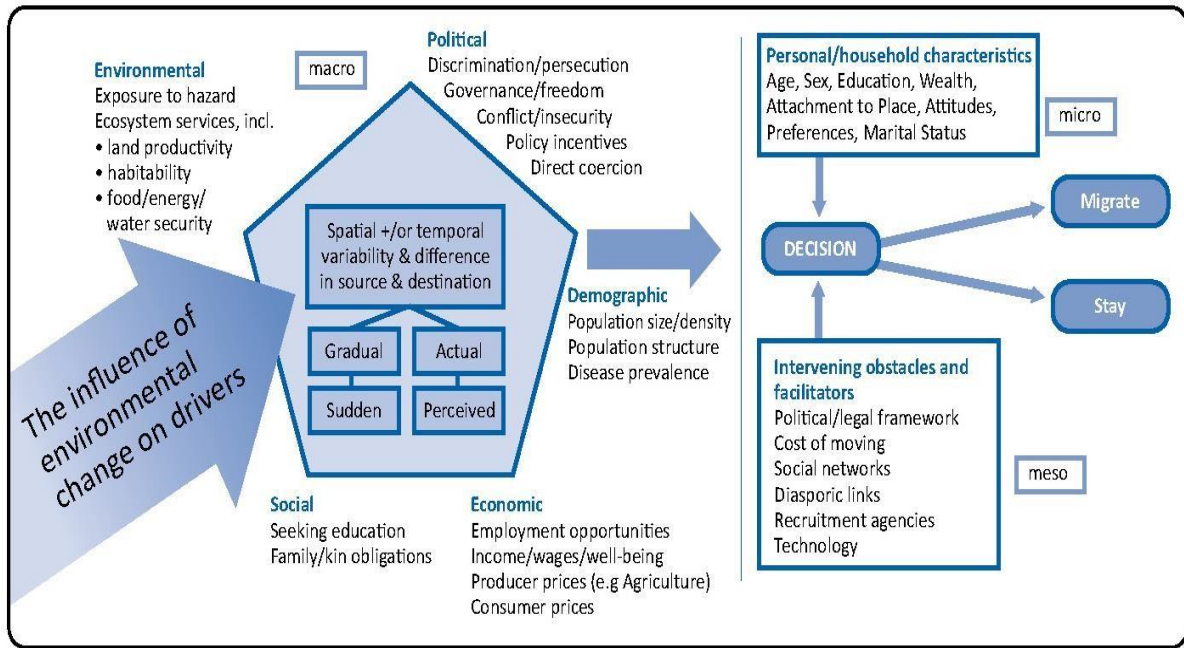 Environmental
Exposure to hazard
Ecosystem services, incl.
• land productivity
• habitability
• food/energy/
water security
macro
Political
Discrimination/persecution
Governance/freedom
Conflict/insecurity
Policy incentives
Direct coercion
Spatial +/or temporal
variability & difference
in source & destination
Gradual
Actual
Sudden
Perceived
The influence of
environmental
change on drivers
Demographic
Population size/density
Population structure
Disease prevalence
Social
Seeking education
Family/kin obligations
Economic
Employment opportunities
Income/wages/well-being
Producer prices (e.g Agriculture)
Consumer prices
Personal/household characteristics
Age, Sex, Education, Wealth,
Attachment to Place, Attitudes,
Preferences, Marital Status
micro
DECISION
Migrate
Stay
Intervening obstacles and
facilitators
Political/legal framework
Cost of moving
Social networks
Diasporic links
Recruitment agencies
Technology
meso